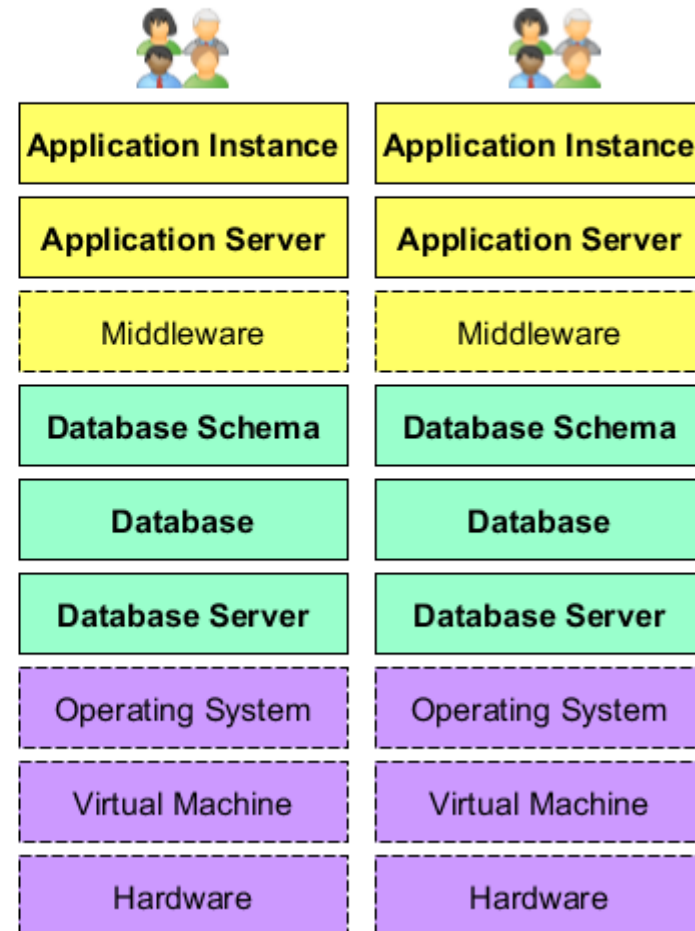 Application Instance
Application Instance
Application Server
Application Server
Middleware
Middleware
Database Schema
Database Schema
Database
Database
Database Server
Database Server
Operating System
Operating System
Virtual Machine
Virtual Machine
Hardware
Hardware